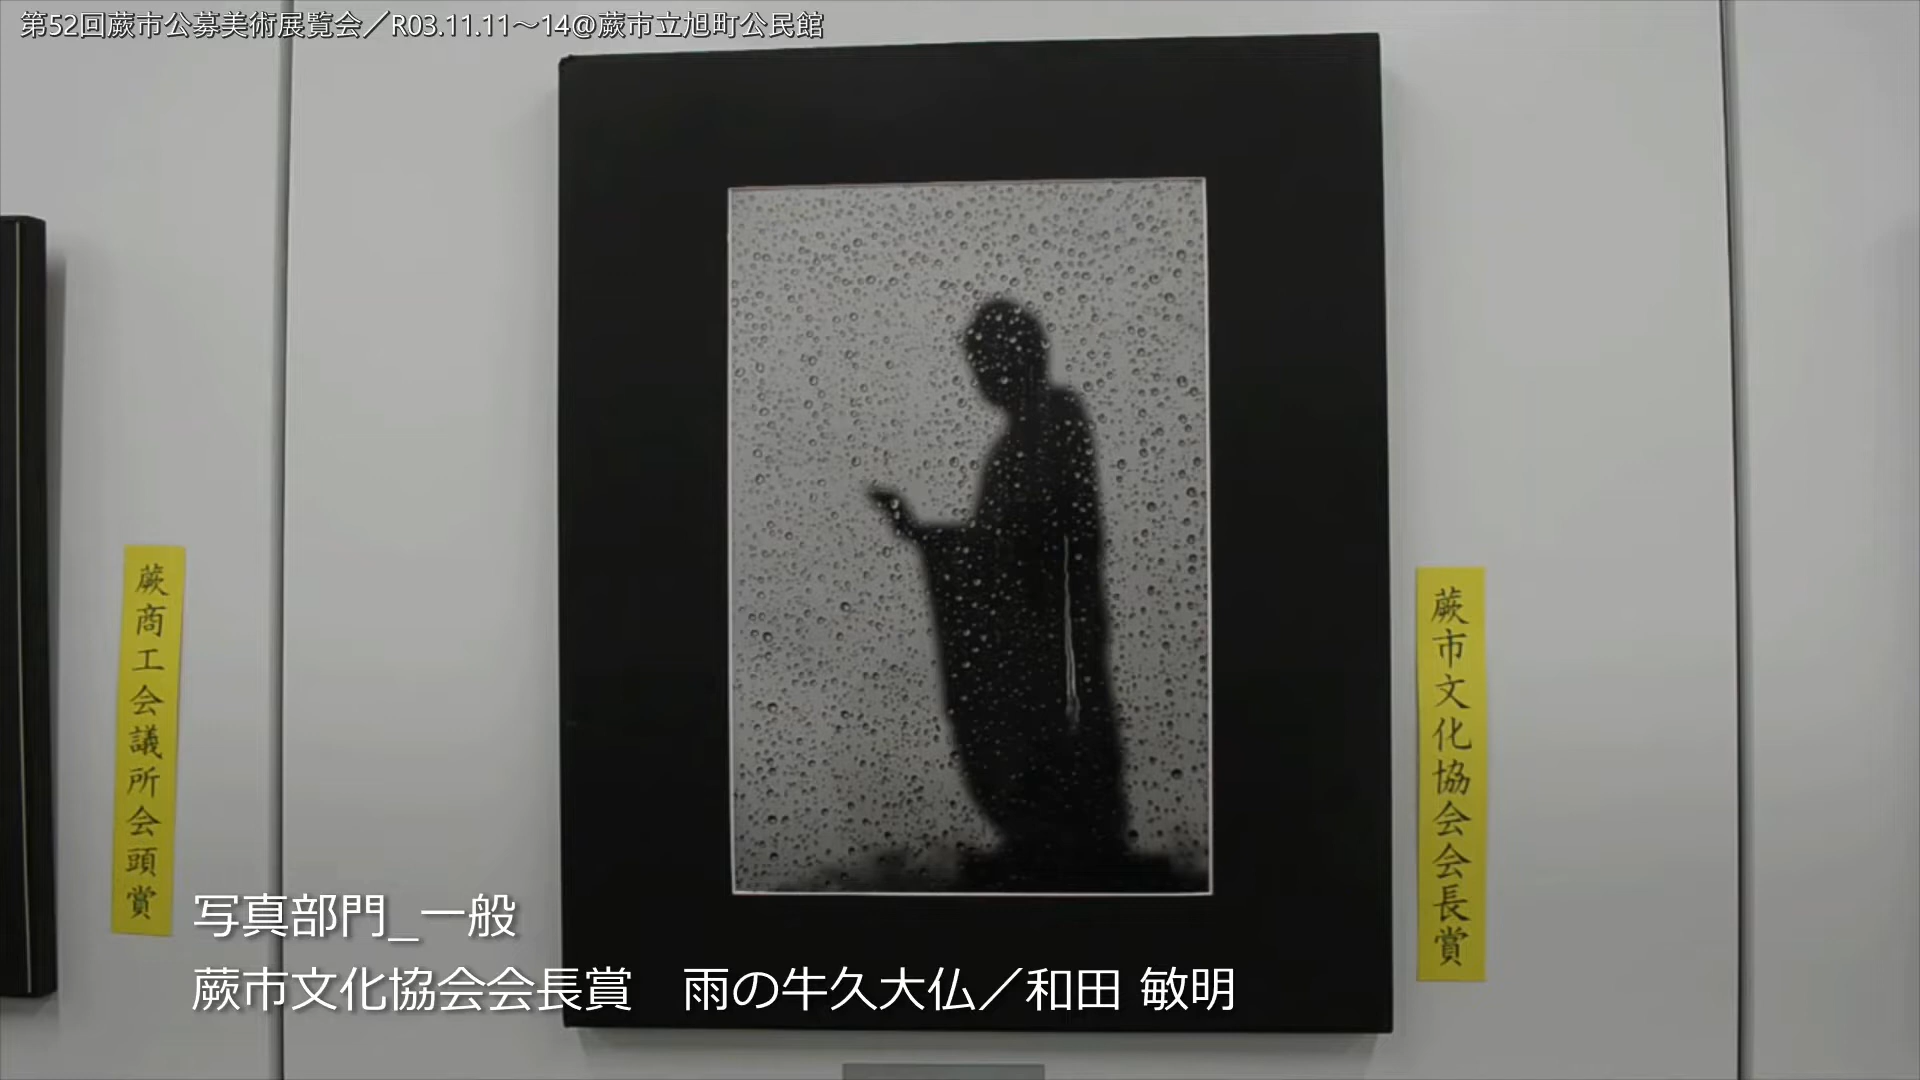 第52回蕨市公募美術展覧会／R03.11.11～14@蕨市立旭町公民館
蕨商工会議所会頭賞
蕨市文化協会会長賞
写真部門_一般
蕨市文化協会会長賞　雨の牛久大仏／和田 敏明